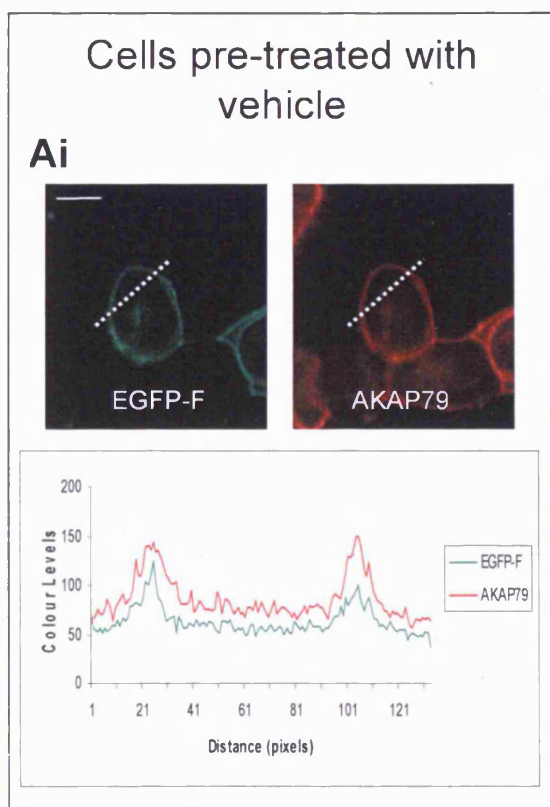 Cells pre-treated with
vehicle
Ai
EGFP-F
AKAP79
200
150
100
50
0
Colour Levels
EGFP-F
AKAP79
1 21 41 61 81 101 121
Distance (pixels)